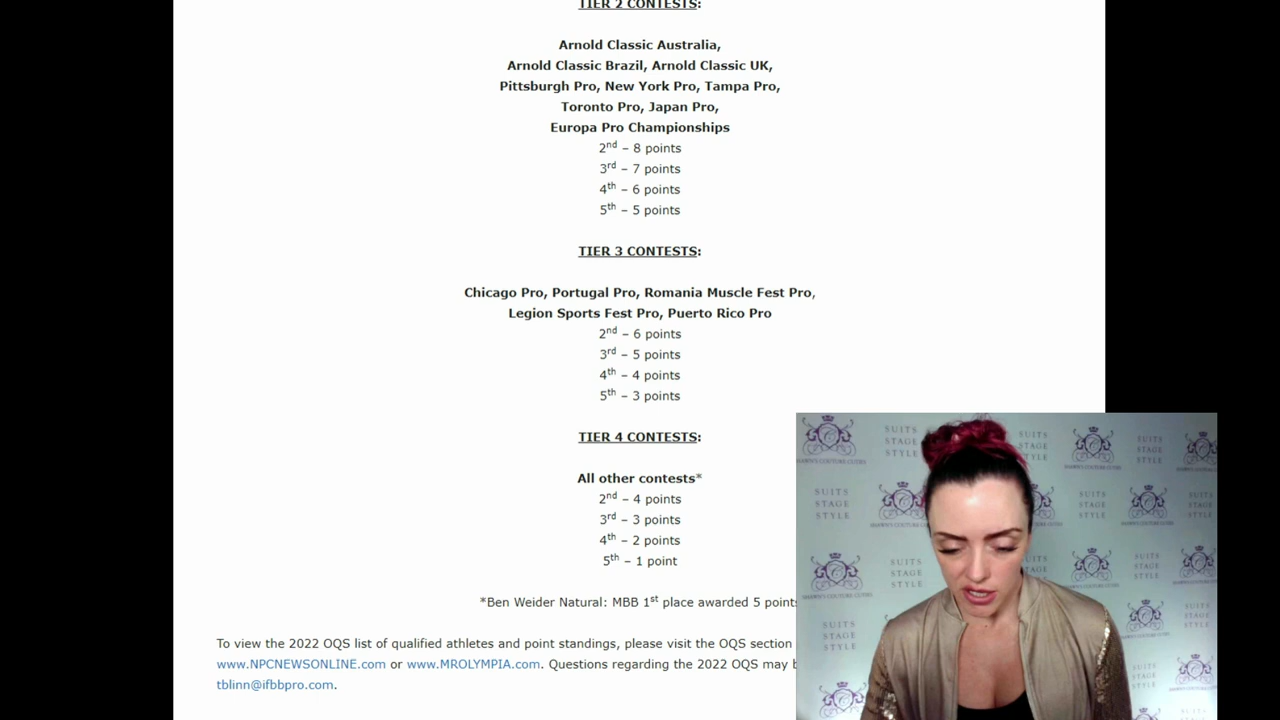 TIER 2 CONTESTS:
Arnold Classic Australia,
Arnold Classic Brazil, Arnold Classic UK,
Pittsburgh Pro, New York Pro, Tampa Pro,
Toronto Pro, Japan Pro,
Europa Pro Championships
2nd – 8 points
3rd – 7 points
4th – 6 points
5th – 5 points
TIER 3 CONTESTS:
Chicago Pro, Portugal Pro, Romania Muscle Fest Pro,
Legion Sports Fest Pro, Puerto Rico Pro
2nd – 6 points
3rd – 5 points
4th – 4 points
5th – 3 points
TIER 4 CONTESTS:
All other contests*
2nd – 4 points
3rd – 3 points
4th – 2 points
5th – 1 point
*Ben Weider Natural: MBB 1st place awarded 5 points
To view the 2022 OQS list of qualified athletes and point standings, please visit the OQS section
www.NPCNEWSONLINE.com or www.MROLYMPIA.com. Questions regarding the 2022 OQS may
tblinn@ifbbpro.com.
SUITS
STAGE
STYLE